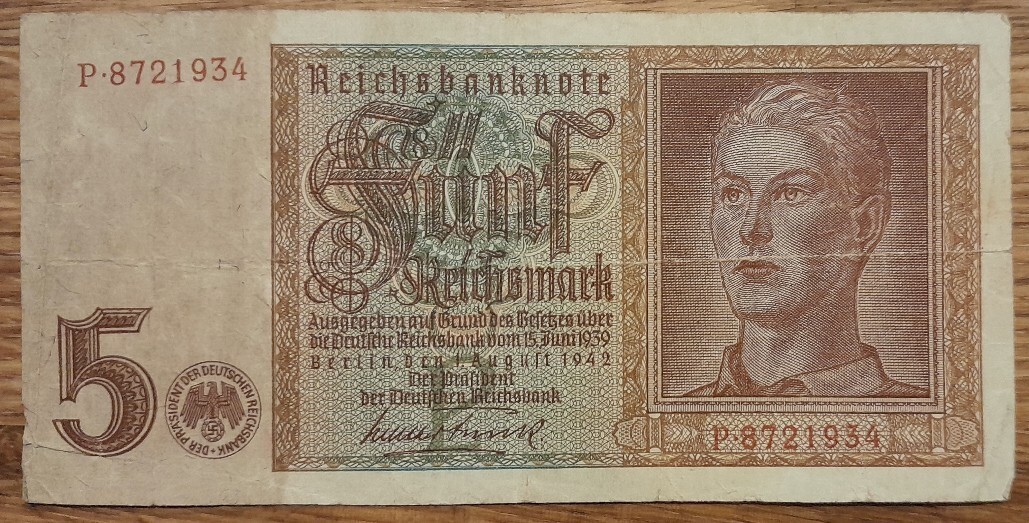 P·8721934
Reichsbanknote
Fünf
Reichsmark
Ausgegeben auf Grund des Gesetzes über
die Deutsche Reichsbank vom 15. Juni 1939
Berlin, den 1. August 1942
Der Präsident
der Deutschen Reichsbank
5
DER PRÄSIDENT DER DEUTSCHEN REICHSBANK
P·8721934